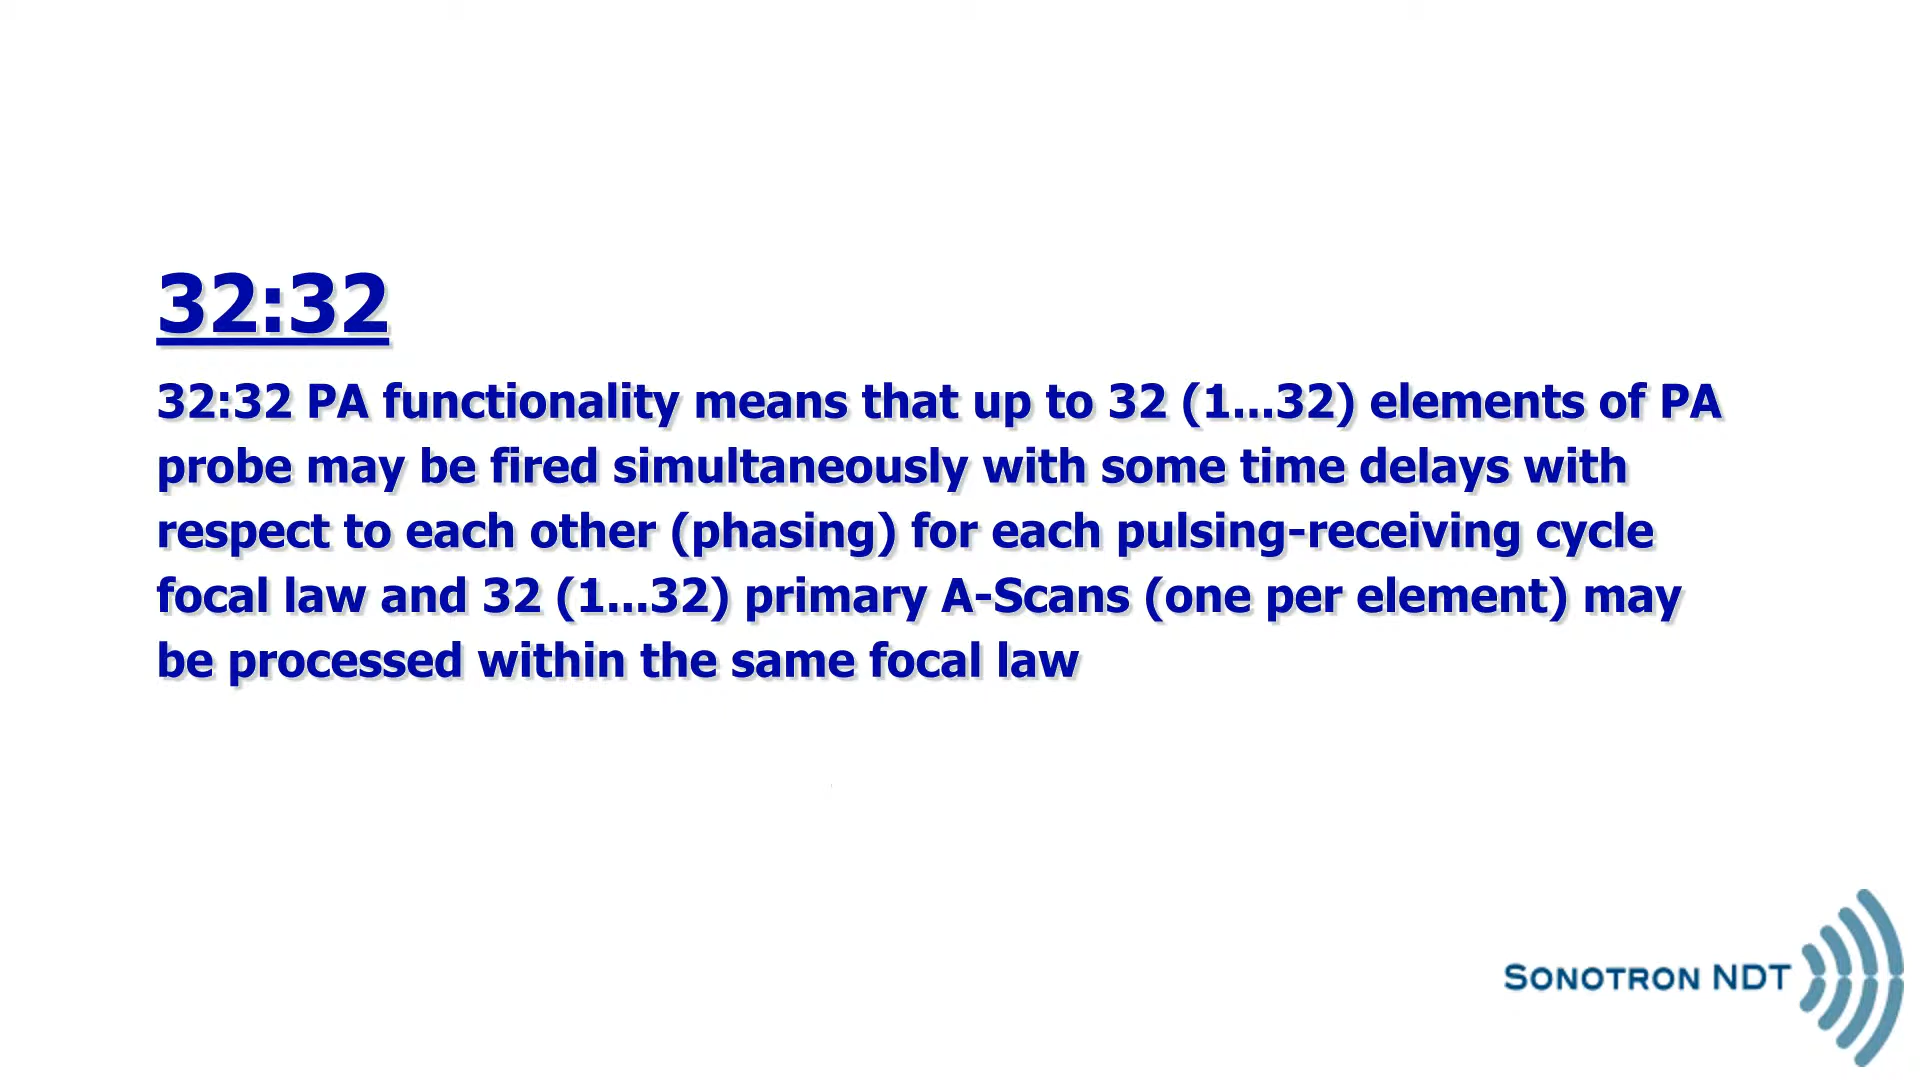 32:32
32:32 PA functionality means that up to 32 (1...32) elements of PA
probe may be fired simultaneously with some time delays with
respect to each other (phasing) for each pulsing-receiving cycle
focal law and 32 (1...32) primary A-Scans (one per element) may
be processed within the same focal law
SONOTRON NDT